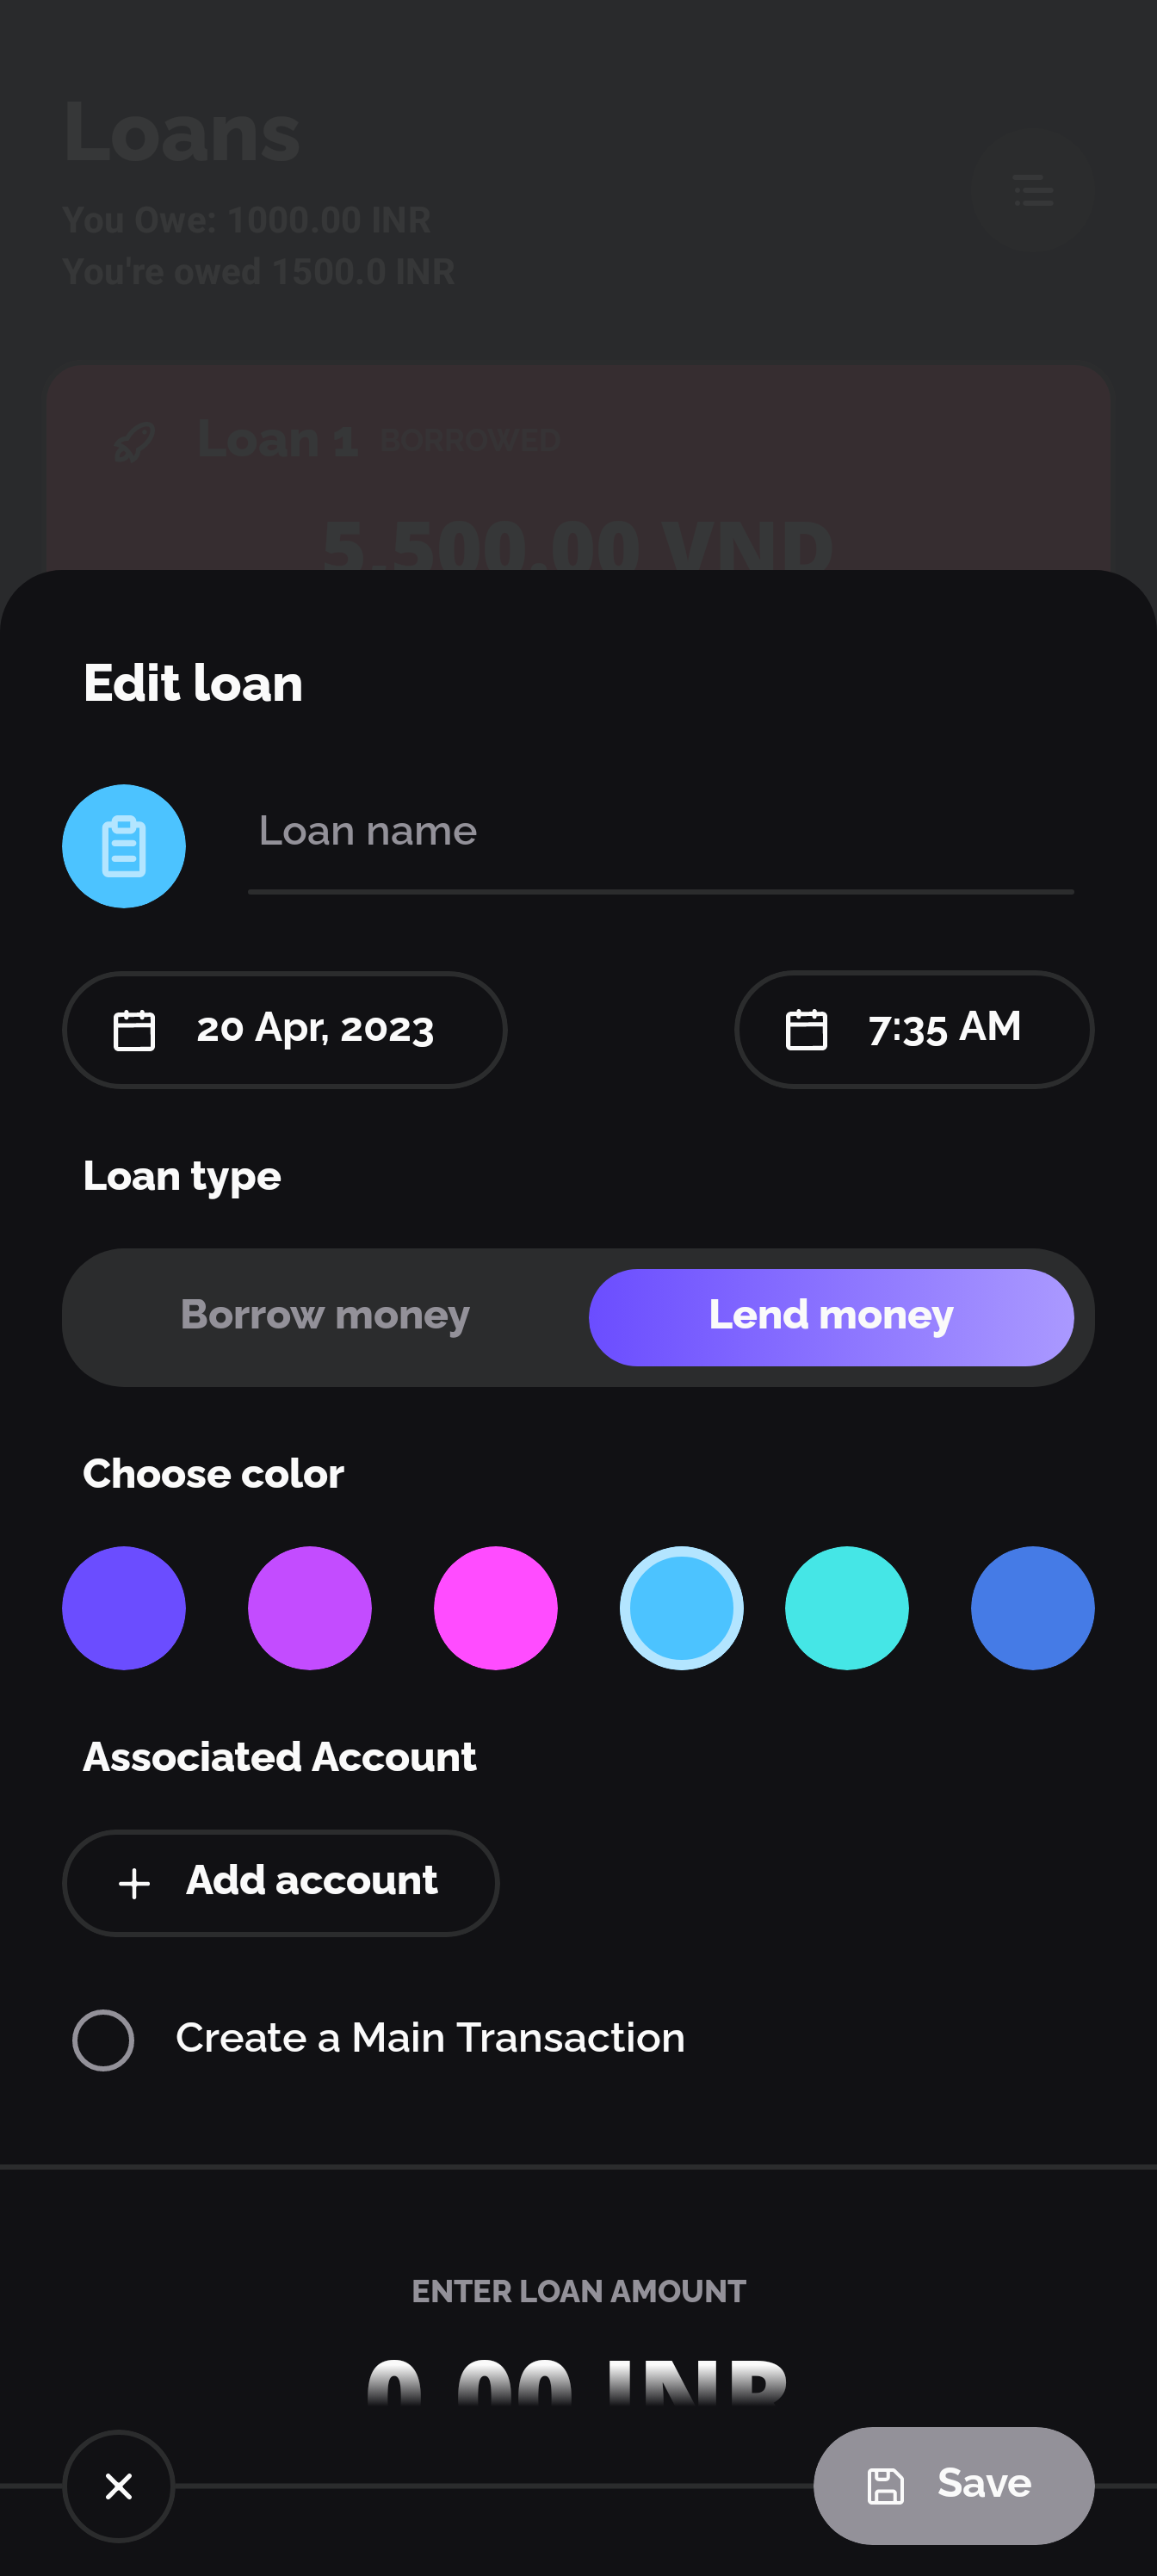 Loans
You Owe: 1000.00 INR
You're owed 1500.0 INR
Loan 1 BORROWED
5,500.00 VND
Edit loan
Loan name
20 Apr, 2023
7:35 AM
Loan type
Borrow money
Lend money
Choose color
Associated Account
Add account
Create a Main Transaction
ENTER LOAN AMOUNT
0.00 INR
Save